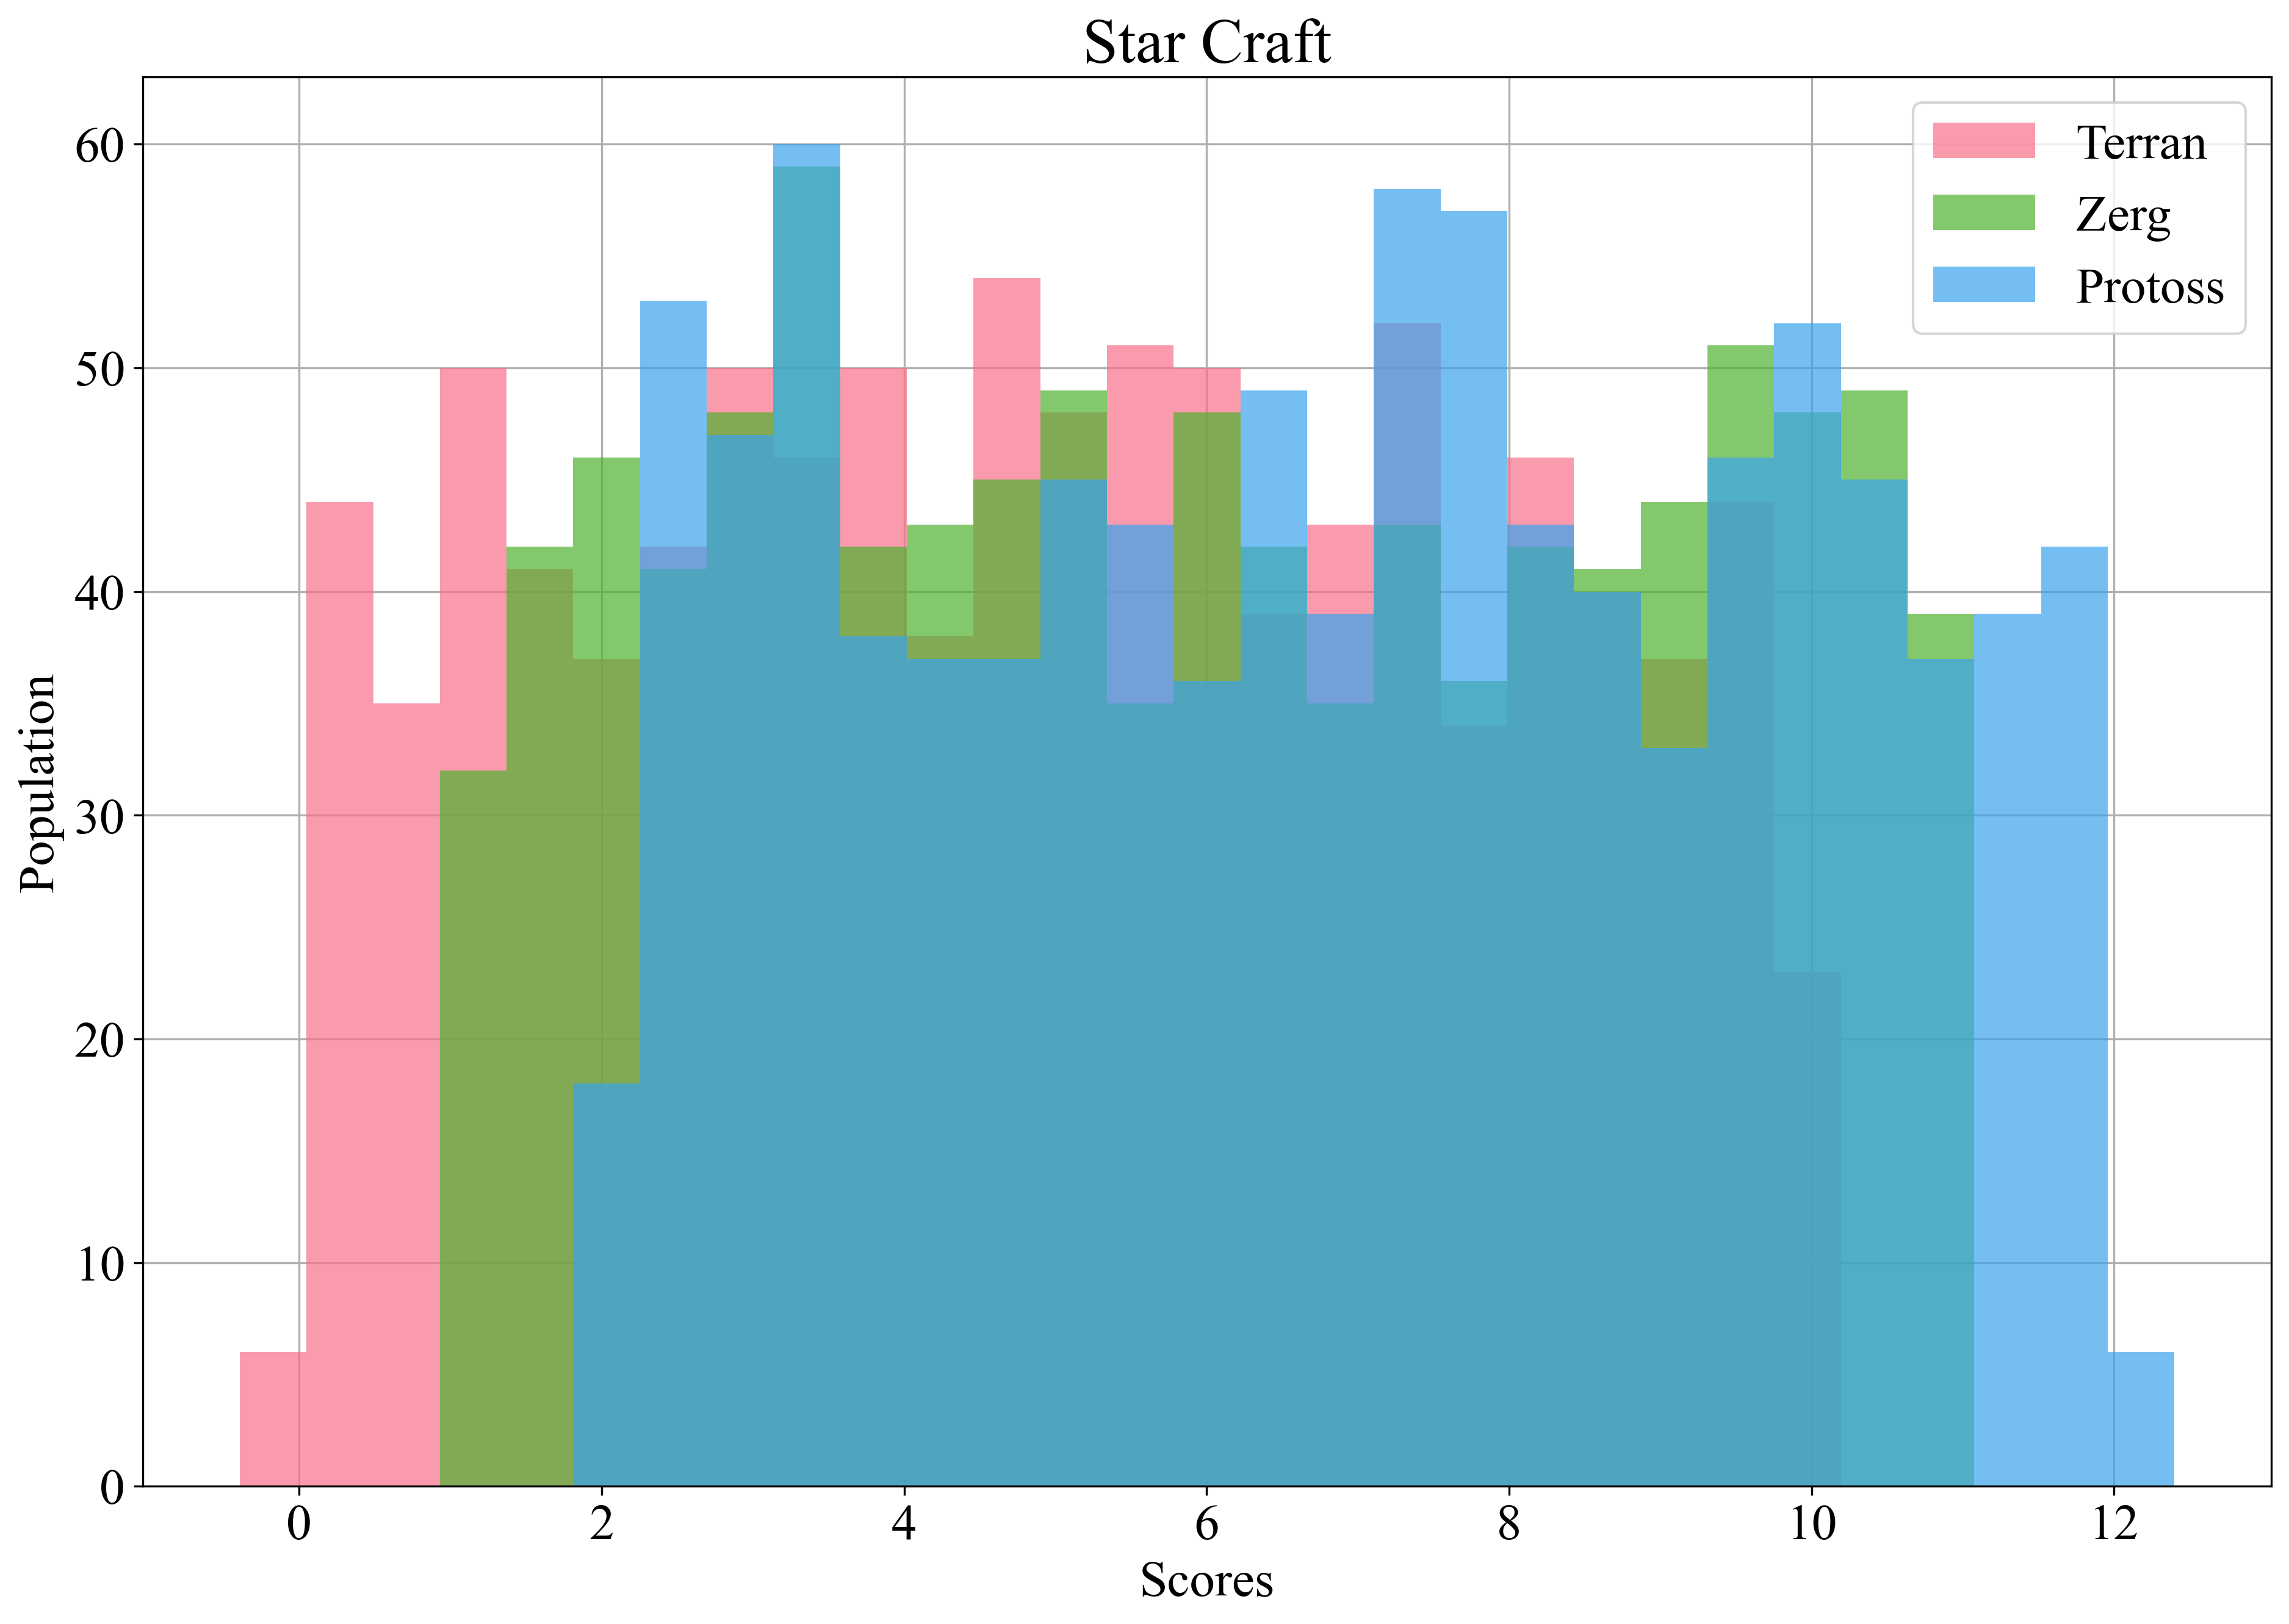 Star Craft
Terran
Zerg
Protoss
60
50
40
30
20
10
0
Population
0 2 4 6 8 10 12
Scores